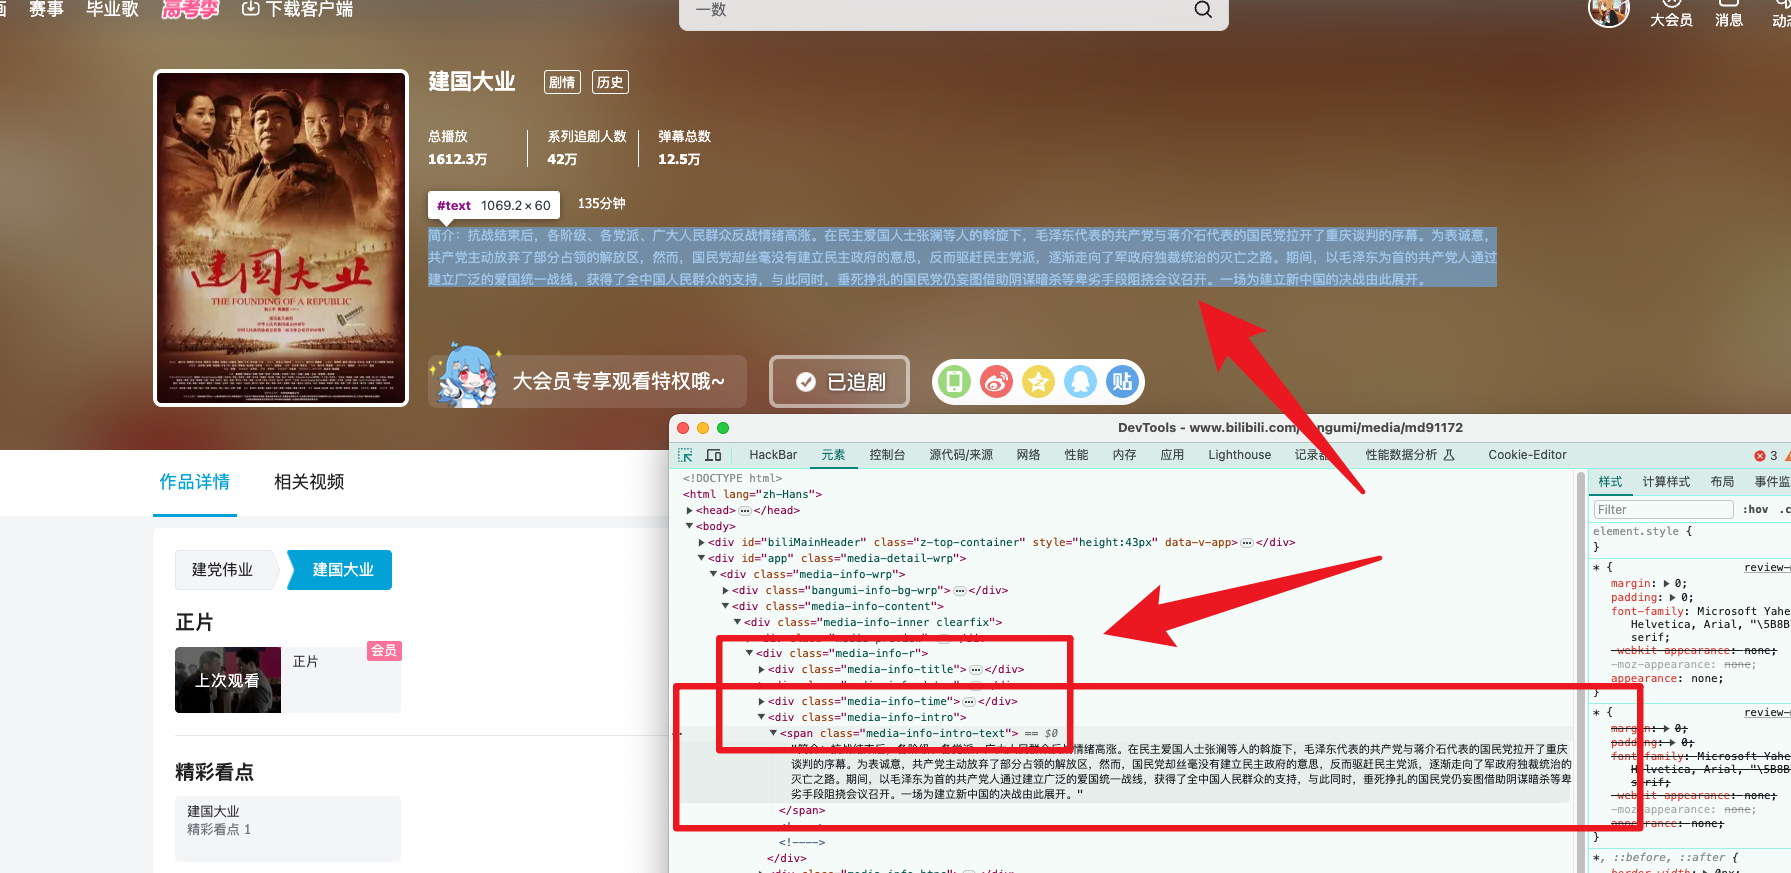 赛事 毕业歌 高考季 下载客户端
一数
大会员 消息
建国大业 剧情 历史
总播放 系列追剧人数 弹幕总数
1612.3万 42万 12.5万
#text 1069.2 × 60 135分钟
简介：抗战结束后，各阶级、各党派、广大人民群众反战情绪高涨。在民主爱国人士张澜等人的斡旋下，毛泽东代表的共产党与蒋介石代表的国民党拉开了重庆谈判的序幕。为表诚意，
共产党主动放弃了部分占领的解放区，然而，国民党却丝毫没有建立民主政府的意思，反而驱赶民主党派，逐渐走向了军政府独裁统治的灭亡之路。期间，以毛泽东为首的共产党人通过
建立广泛的爱国统一战线，获得了全中国人民群众的支持，与此同时，垂死挣扎的国民党仍妄图借助阴谋暗杀等卑劣手段阻挠会议召开。一场为建立新中国的决战由此展开。
建国大业
THE FOUNDING OF A REPUBLIC
大会员专享观看特权哦~
已追剧
贴
作品详情 相关视频
建党伟业 建国大业
正片
上次观看 正片 会员
精彩看点
建国大业
精彩看点 1
DevTools - www.bilibili.com/bangumi/media/md91172
HackBar 元素 控制台 源代码/来源 网络 性能 内存 应用 Lighthouse 记录器 性能数据分析 Cookie-Editor 3
<!DOCTYPE html>
<html lang="zh-Hans">
<head>…</head>
<body>
<div id="biliMainHeader" class="z-top-container" style="height:43px" data-v-app>…</div>
<div id="app" class="media-detail-wrp">
<div class="media-info-wrp">
<div class="bangumi-info-bg-wrp">…</div>
<div class="media-info-content">
<div class="media-info-inner clearfix">
<div class="media-info-r">
<div class="media-info-title">…</div>
<div class="media-info-time">…</div>
<div class="media-info-intro">
<span class="media-info-intro-text"> == $0
"简介：抗战结束后，各阶级、各党派、广大人民群众反战情绪高涨。在民主爱国人士张澜等人的斡旋下，毛泽东代表的共产党与蒋介石代表的国民党拉开了重庆
谈判的序幕。为表诚意，共产党主动放弃了部分占领的解放区，然而，国民党却丝毫没有建立民主政府的意思，反而驱赶民主党派，逐渐走向了军政府独裁统治的
灭亡之路。期间，以毛泽东为首的共产党人通过建立广泛的爱国统一战线，获得了全中国人民群众的支持，与此同时，垂死挣扎的国民党仍妄图借助阴谋暗杀等卑
劣手段阻挠会议召开。一场为建立新中国的决战由此展开。"
</span>
<!---->
</div>
样式 计算样式 布局 事件监
Filter :hov .c
element.style {
}
* { review-
margin: 0;
padding: 0;
font-family: Microsoft Yahe
Helvetica, Arial, "\5B8B
serif;
-webkit-appearance: none;
-moz-appearance: none;
appearance: none;
}
* { review-
margin: 0;
padding: 0;
font-family: Microsoft Yahe
Helvetica, Arial, "\5B8B
serif;
-webkit-appearance: none;
-moz-appearance: none;
appearance: none;
}
*, ::before, ::after {
border-width: 0px;